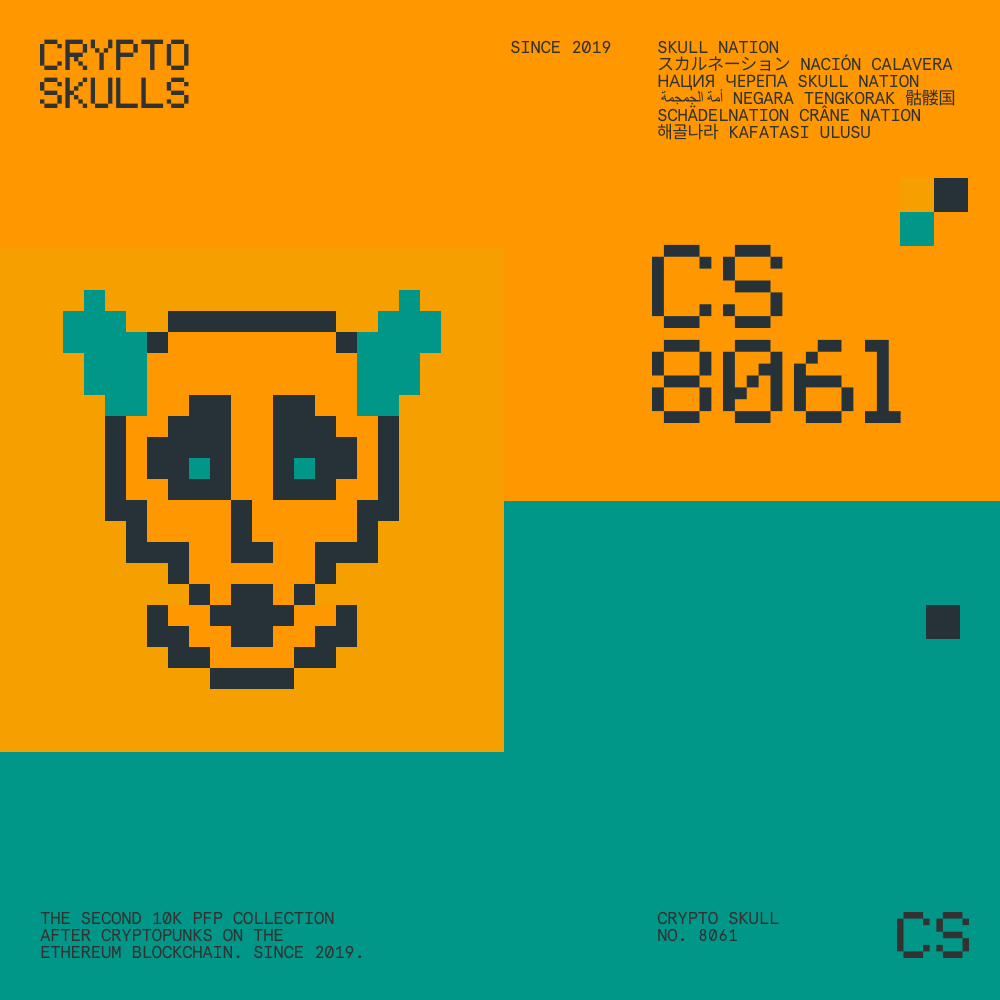 CRYPTO
SKULLS
SINCE 2019
SKULL NATION
スカルネーション NACIÓN CALAVERA
НАЦИЯ ЧЕРЕПА SKULL NATION
أمة الجمجمة NEGARA TENGKORAK 骷髅国
SCHÄDELNATION CRÂNE NATION
해골나라 KAFATASI ULUSU
CS
8061
THE SECOND 10K PFP COLLECTION
AFTER CRYPTOPUNKS ON THE
ETHEREUM BLOCKCHAIN. SINCE 2019.
CRYPTO SKULL
NO. 8061
CS